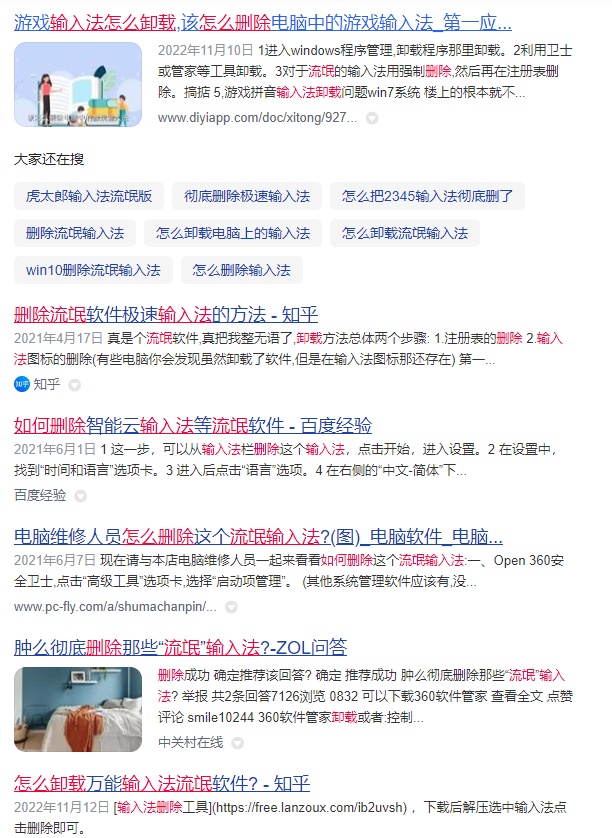 游戏输入法怎么卸载,该怎么删除电脑中的游戏输入法_第一应...
2022年11月10日 1进入windows程序管理,卸载程序那里卸载。2利用卫士
或管家等工具卸载。3对于流氓的输入法用强制删除,然后再在注册表删
除。搞掂 5,游戏拼音输入法卸载问题win7系统 楼上的根本就不...
www.diyiapp.com/doc/xitong/927...
大家还在搜
虎太郎输入法流氓版 彻底删除极速输入法 怎么把2345输入法彻底删了
删除流氓输入法 怎么卸载电脑上的输入法 怎么卸载流氓输入法
win10删除流氓输入法 怎么删除输入法
删除流氓软件极速输入法的方法 - 知乎
2021年4月17日 真是个流氓软件,真把我整无语了,卸载方法总体两个步骤: 1.注册表的删除 2.输入
法图标的删除(有些电脑你会发现虽然卸载了软件,但是在输入法图标那还存在) 第一...
知乎 知乎
如何删除智能云输入法等流氓软件 - 百度经验
2021年6月1日 1 这一步，可以从输入法栏删除这个输入法，点击开始，进入设置。2 在设置中，
找到“时间和语言”选项卡。3 进入后点击“语言”选项。4 在右侧的“中文-简体”下...
百度经验
电脑维修人员怎么删除这个流氓输入法?(图)_电脑软件_电脑...
2021年6月7日 现在请与本店电脑维修人员一起来看看如何删除这个流氓输入法:一、Open 360安
全卫士,点击“高级工具”选项卡,选择“启动项管理”。 (其他系统管理软件应该有,没...
www.pc-fly.com/a/shumachanpin/...
肿么彻底删除那些“流氓”输入法?-ZOL问答
删除成功 确定推荐该回答? 确定 推荐成功 肿么彻底删除那些“流氓”输入
法? 举报 共2条回答7126浏览 0832 可以下载360软件管家 查看全文 点赞
评论 smile10244 360软件管家卸载或者:控制...
中关村在线
怎么卸载万能输入法流氓软件? - 知乎
2022年11月12日 [输入法删除工具](https://free.lanzoux.com/ib2uvsh) ，下载后解压选中输入法点
击删除即可。